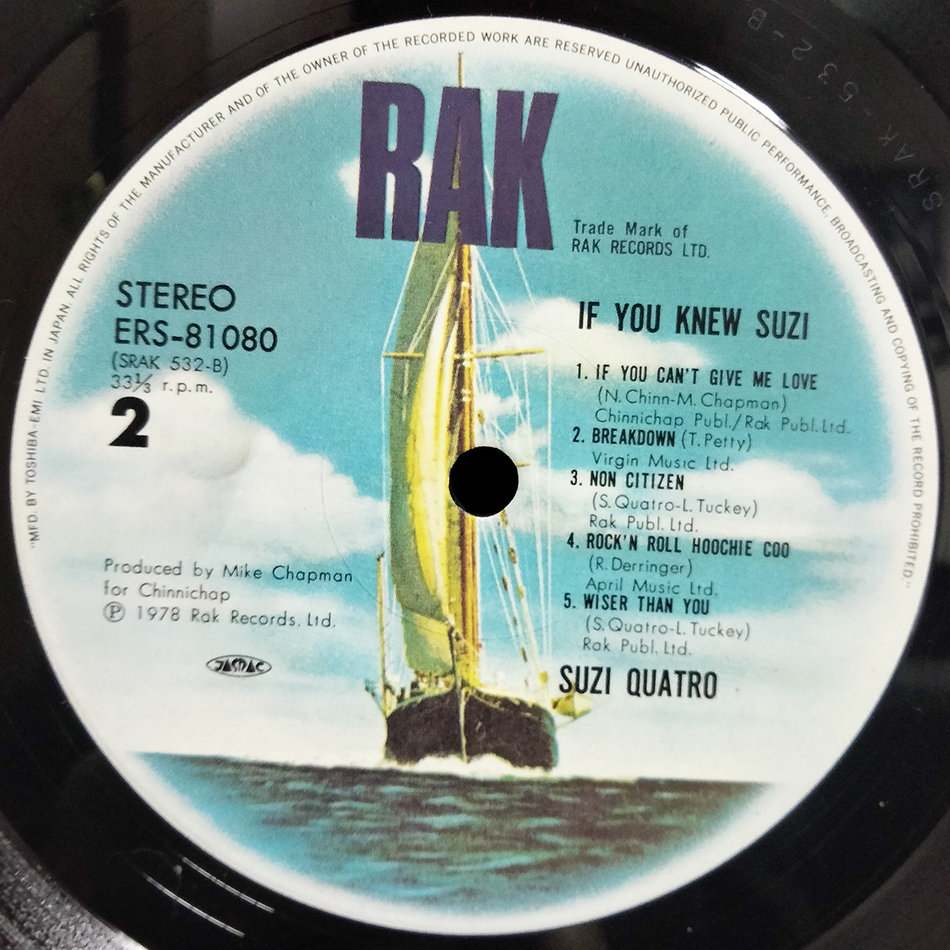 "MFD. BY TOSHIBA-EMI LTD. IN JAPAN. ALL RIGHTS OF THE MANUFACTURER AND OF THE OWNER OF THE RECORDED WORK ARE RESERVED UNAUTHORIZED PUBLIC PERFORMANCE, BROADCASTING AND COPYING OF THE RECORD PROHIBITED."
SRAK-532-B
RAK
Trade Mark of
RAK RECORDS LTD.
STEREO
ERS-81080
(SRAK 532-B)
33⅓ r.p.m.
2
IF YOU KNEW SUZI
1. IF YOU CAN'T GIVE ME LOVE
(N.Chinn-M.Chapman)
Chinnichap Publ./Rak Publ.Ltd.
2. BREAKDOWN (T.Petty)
Virgin Music Ltd.
3. NON CITIZEN
(S.Quatro-L.Tuckey)
Rak Publ.Ltd.
4. ROCK'N ROLL HOOCHIE COO
(R.Derringer)
April Music Ltd.
5. WISER THAN YOU
(S.Quatro-L.Tuckey)
Rak Publ.Ltd.
SUZI QUATRO
Produced by Mike Chapman
for Chinnichap
Ⓟ 1978 Rak Records, Ltd.
JASRAC